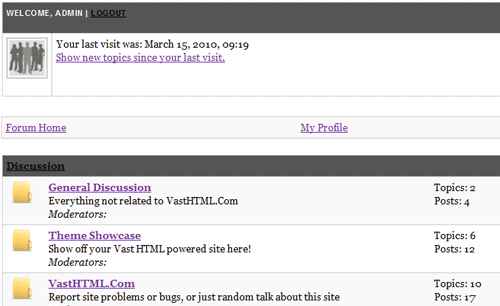 WELCOME, ADMIN | LOGOUT
Your last visit was: March 15, 2010, 09:19
Show new topics since your last visit.
Forum Home
My Profile
Discussion
General Discussion
Topics: 2
Everything not related to VastHTML.Com
Posts: 4
Moderators:
Theme Showcase
Topics: 6
Show off your Vast HTML powered site here!
Posts: 12
Moderators:
VastHTML.Com
Topics: 10
Report site problems or bugs, or just random talk about this site
Posts: 17